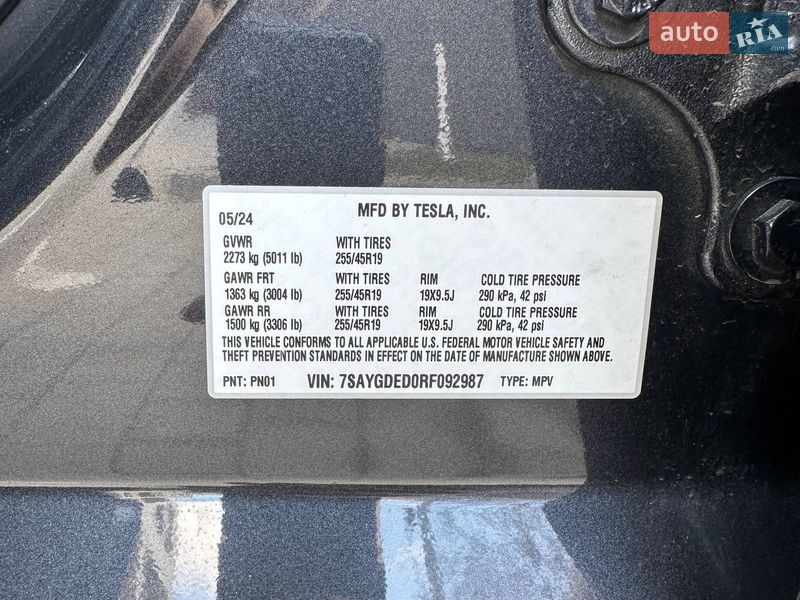 auto RIA.com
05/24 MFD BY TESLA, INC.
GVWR WITH TIRES
2273 kg (5011 lb) 255/45R19
GAWR FRT WITH TIRES RIM COLD TIRE PRESSURE
1363 kg (3004 lb) 255/45R19 19X9.5J 290 kPa, 42 psi
GAWR RR WITH TIRES RIM COLD TIRE PRESSURE
1500 kg (3306 lb) 255/45R19 19X9.5J 290 kPa, 42 psi
THIS VEHICLE CONFORMS TO ALL APPLICABLE U.S. FEDERAL MOTOR VEHICLE SAFETY AND
THEFT PREVENTION STANDARDS IN EFFECT ON THE DATE OF MANUFACTURE SHOWN ABOVE.
PNT: PN01 VIN: 7SAYGDED0RF092987 TYPE: MPV